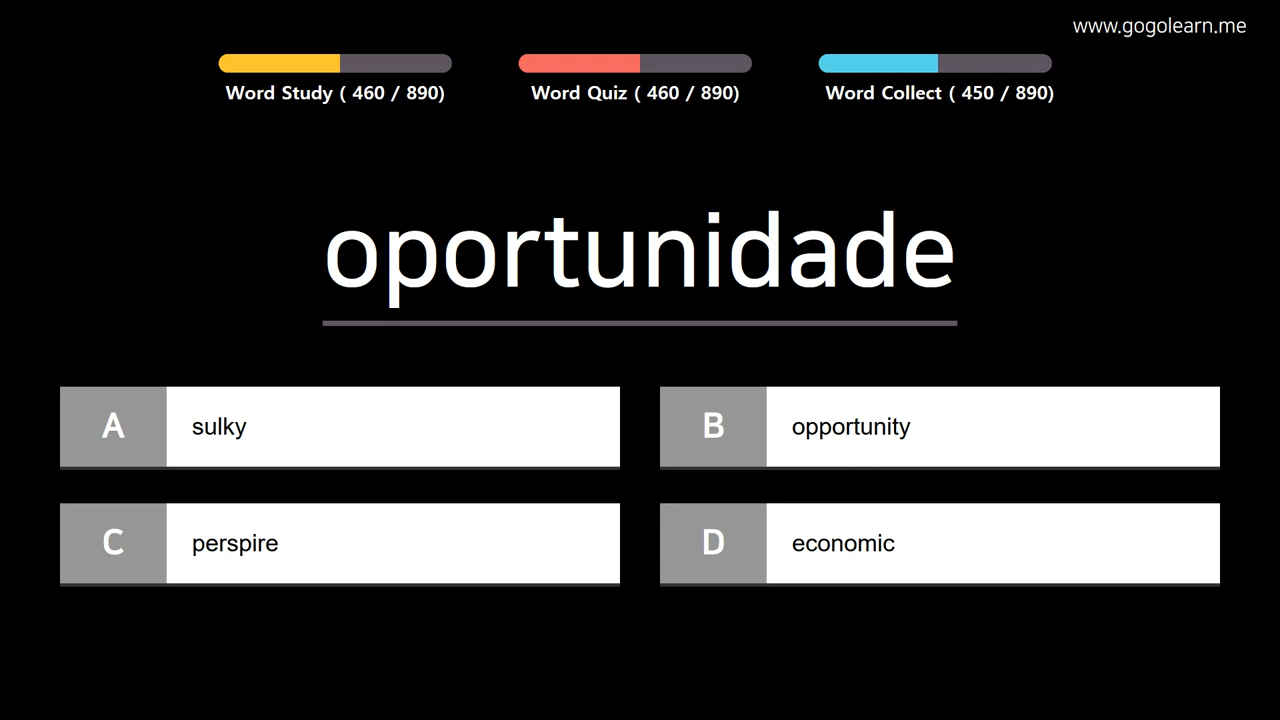 www.gogolearn.me
Word Study ( 460 / 890)
Word Quiz ( 460 / 890)
Word Collect ( 450 / 890)
oportunidade
A sulky
B opportunity
C perspire
D economic